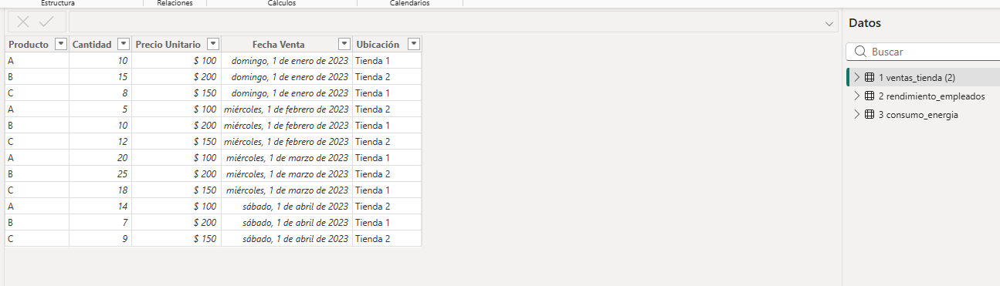 Estructura Relaciones Cálculos Calendarios
Datos
Producto Cantidad Precio Unitario Fecha Venta Ubicación
Buscar
A 10 $ 100 domingo, 1 de enero de 2023 Tienda 1
B 15 $ 200 domingo, 1 de enero de 2023 Tienda 2
C 8 $ 150 domingo, 1 de enero de 2023 Tienda 1
A 5 $ 100 miércoles, 1 de febrero de 2023 Tienda 2
B 10 $ 200 miércoles, 1 de febrero de 2023 Tienda 1
C 12 $ 150 miércoles, 1 de febrero de 2023 Tienda 2
A 20 $ 100 miércoles, 1 de marzo de 2023 Tienda 1
B 25 $ 200 miércoles, 1 de marzo de 2023 Tienda 2
C 18 $ 150 miércoles, 1 de marzo de 2023 Tienda 1
A 14 $ 100 sábado, 1 de abril de 2023 Tienda 2
B 7 $ 200 sábado, 1 de abril de 2023 Tienda 1
C 9 $ 150 sábado, 1 de abril de 2023 Tienda 2
1 ventas_tienda (2)
2 rendimiento_empleados
3 consumo_energia